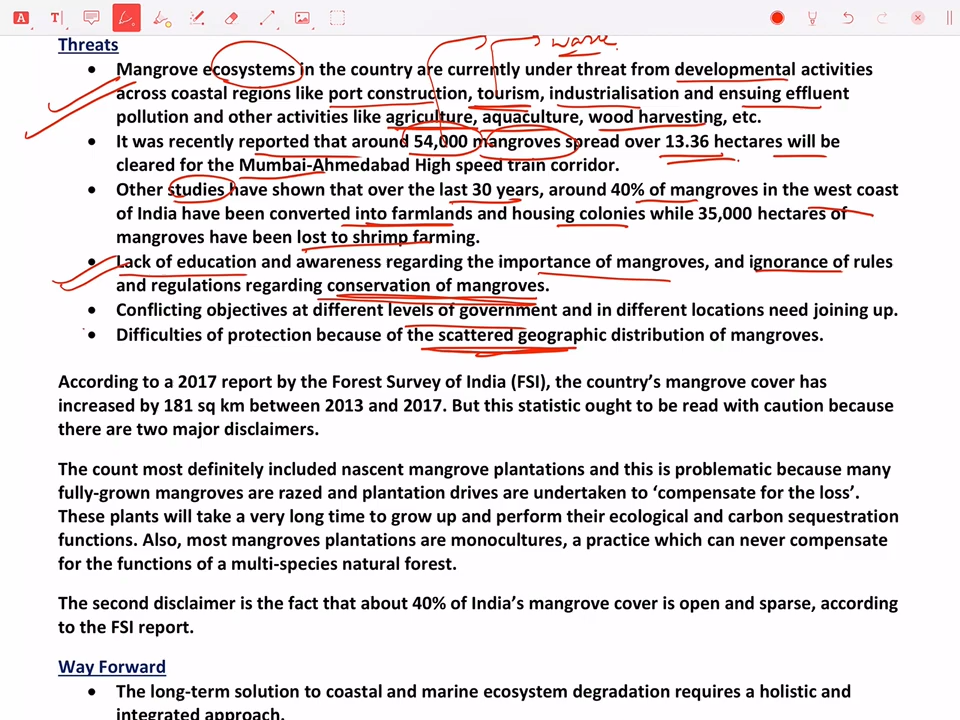 Threats
wave
• Mangrove ecosystems in the country are currently under threat from developmental activities
across coastal regions like port construction, tourism, industrialisation and ensuing effluent
pollution and other activities like agriculture, aquaculture, wood harvesting, etc.
• It was recently reported that around 54,000 mangroves spread over 13.36 hectares will be
cleared for the Mumbai-Ahmedabad High speed train corridor.
• Other studies have shown that over the last 30 years, around 40% of mangroves in the west coast
of India have been converted into farmlands and housing colonies while 35,000 hectares of
mangroves have been lost to shrimp farming.
• Lack of education and awareness regarding the importance of mangroves, and ignorance of rules
and regulations regarding conservation of mangroves.
• Conflicting objectives at different levels of government and in different locations need joining up.
• Difficulties of protection because of the scattered geographic distribution of mangroves.
According to a 2017 report by the Forest Survey of India (FSI), the country's mangrove cover has
increased by 181 sq km between 2013 and 2017. But this statistic ought to be read with caution because
there are two major disclaimers.
The count most definitely included nascent mangrove plantations and this is problematic because many
fully-grown mangroves are razed and plantation drives are undertaken to ‘compensate for the loss’.
These plants will take a very long time to grow up and perform their ecological and carbon sequestration
functions. Also, most mangroves plantations are monocultures, a practice which can never compensate
for the functions of a multi-species natural forest.
The second disclaimer is the fact that about 40% of India's mangrove cover is open and sparse, according
to the FSI report.
Way Forward
• The long-term solution to coastal and marine ecosystem degradation requires a holistic and
integrated approach.